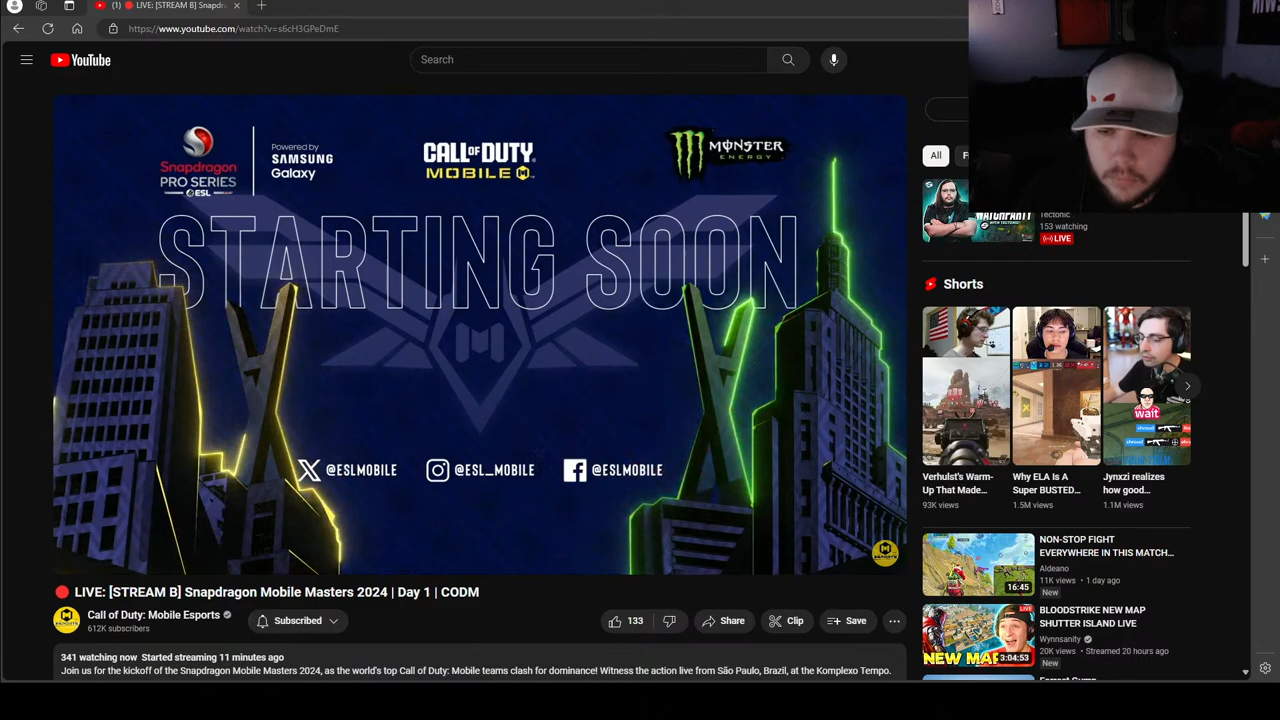 (1) 🔴 LIVE: [STREAM B] Snapdr
https://www.youtube.com/watch?v=s6cH3GPeDmE
YouTube
Search
Snapdragon
PRO SERIES
ESL
Powered by
SAMSUNG
Galaxy
CALL OF DUTY
MOBILE
MONSTER
ENERGY
STARTING SOON
@ESLMOBILE
@ESL_MOBILE
@ESLMOBILE
🔴 LIVE: [STREAM B] Snapdragon Mobile Masters 2024 | Day 1 | CODM
Call of Duty: Mobile Esports
612K subscribers
Subscribed
133
Share
Clip
Save
341 watching now Started streaming 11 minutes ago
Join us for the kickoff of the Snapdragon Mobile Masters 2024, as the world's top Call of Duty: Mobile teams clash for dominance! Witness the action live from São Paulo, Brazil, at the Komplexo Tempo.
All
WATCHPARTY
WITH TECTONIC
Tectonic
153 watching
LIVE
Shorts
wait
Verhulst's Warm-
Up That Made...
93K views
Why ELA Is A
Super BUSTED...
1.5M views
Jynxzi realizes
how good...
1.1M views
16:45
NON-STOP FIGHT
EVERYWHERE IN THIS MATCH...
Aldeano
11K views • 1 day ago
New
LIVE
NEW MAP
3:04:53
BLOODSTRIKE NEW MAP
SHUTTER ISLAND LIVE
Wynnsanity
20K views • Streamed 20 hours ago
New